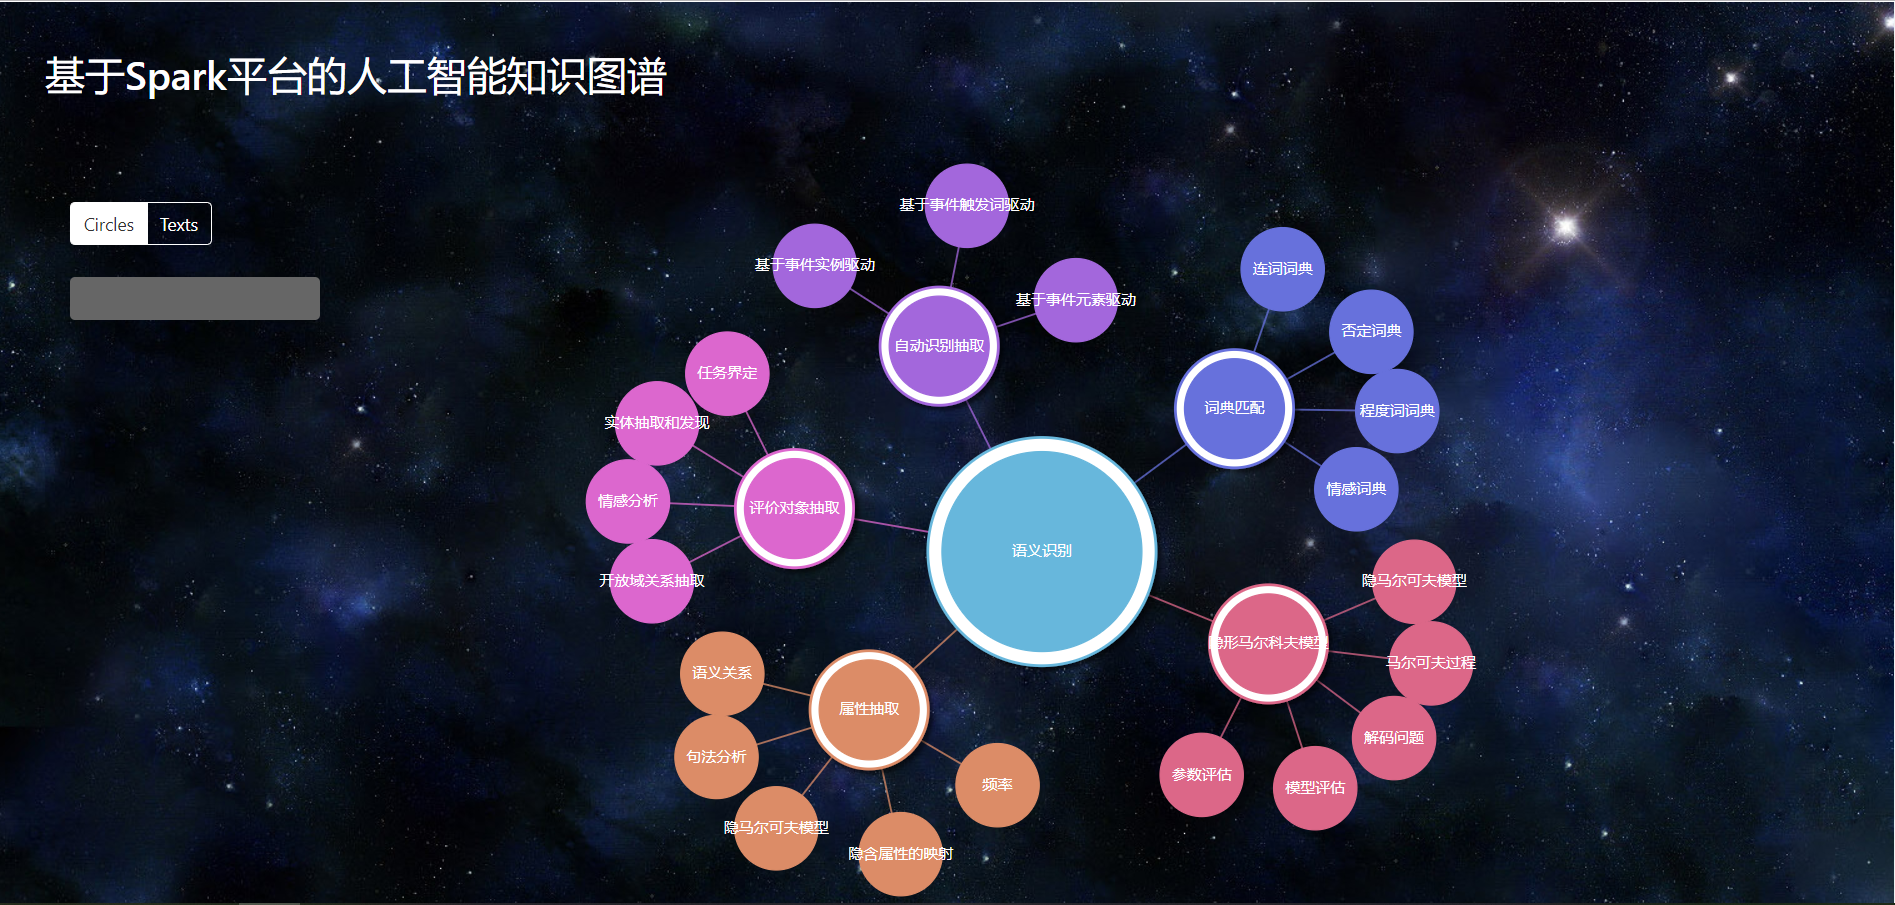 基于Spark平台的人工智能知识图谱
Circles
Texts
基于事件触发词驱动
基于事件实例驱动
基于事件元素驱动
自动识别抽取
连词词典
否定词典
程度词词典
情感词典
词典匹配
任务界定
实体抽取和发现
情感分析
开放域关系抽取
评价对象抽取
语义识别
隐马尔可夫模型
马尔可夫过程
解码问题
模型评估
参数评估
隐形马尔科夫模型
语义关系
句法分析
隐马尔可夫模型
隐含属性的映射
频率
属性抽取